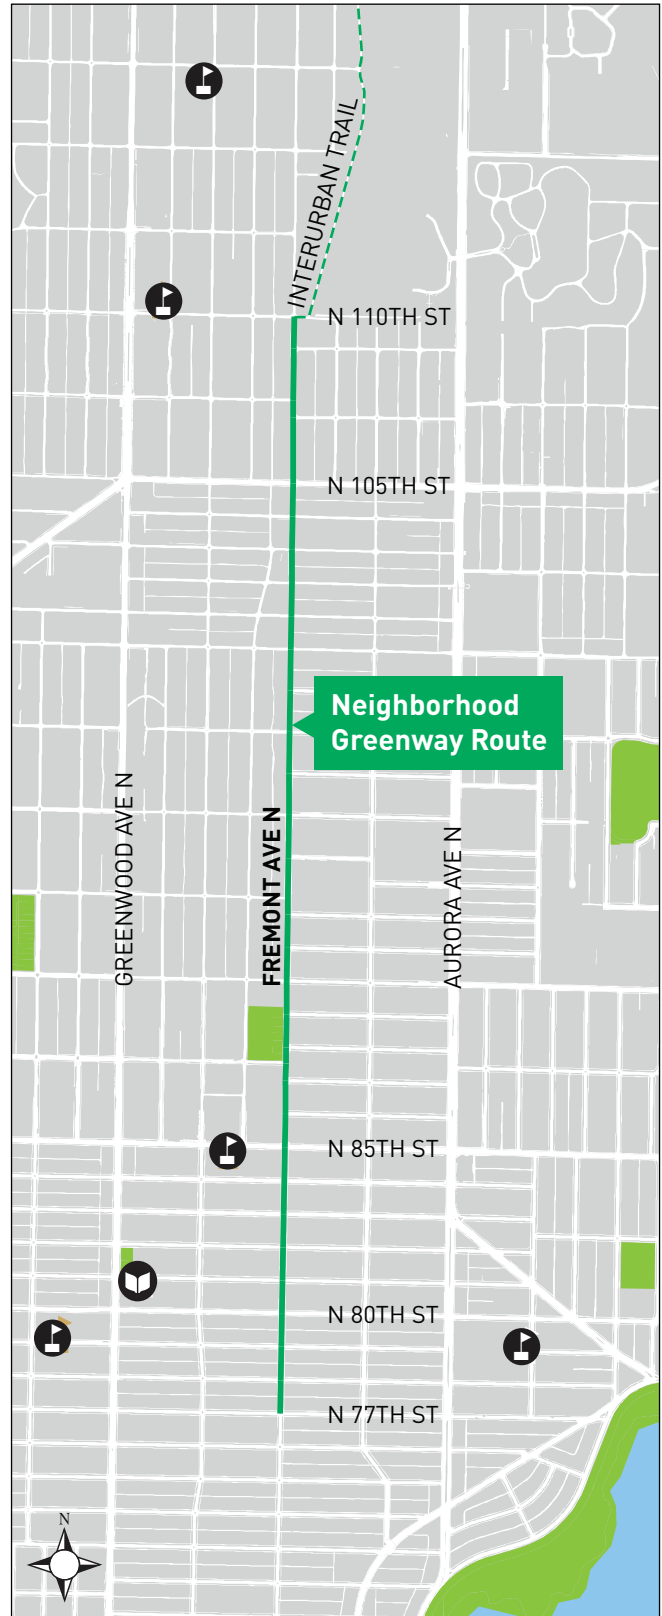 INTERURBAN TRAIL
N 110TH ST
N 105TH ST
Neighborhood
Greenway Route
GREENWOOD AVE N
FREMONT AVE N
AURORA AVE N
N 85TH ST
N 80TH ST
N 77TH ST
N